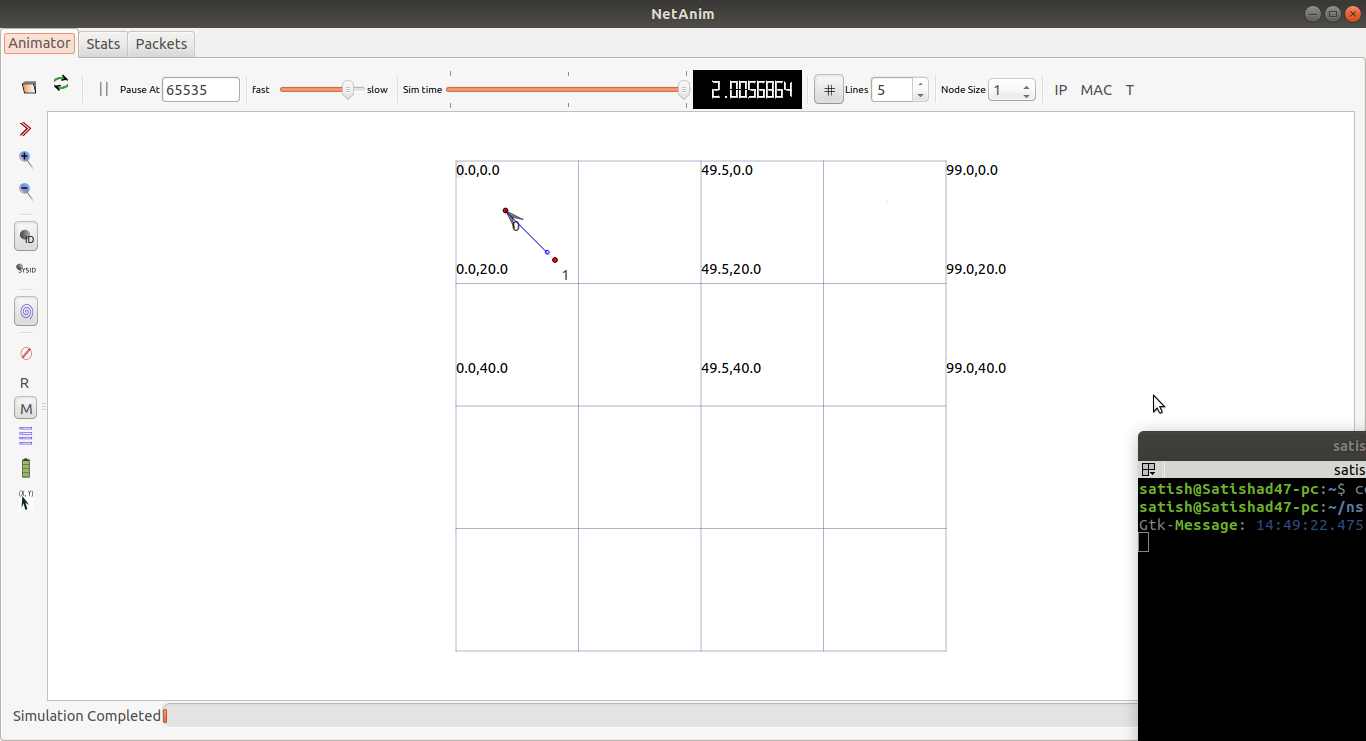 NetAnim
Animator Stats Packets
Pause At 65535 fast slow Sim time 2.0056864 Lines 5 Node Size 1 IP MAC T
ID
SYSID
R
M
(X, Y)
0.0,0.0 49.5,0.0 99.0,0.0
0
1
0.0,20.0 49.5,20.0 99.0,20.0
0.0,40.0 49.5,40.0 99.0,40.0
Simulation Completed
satis
satis
satish@Satishad47-pc:~$ c
satish@Satishad47-pc:~/ns
Gtk-Message: 14:49:22.475